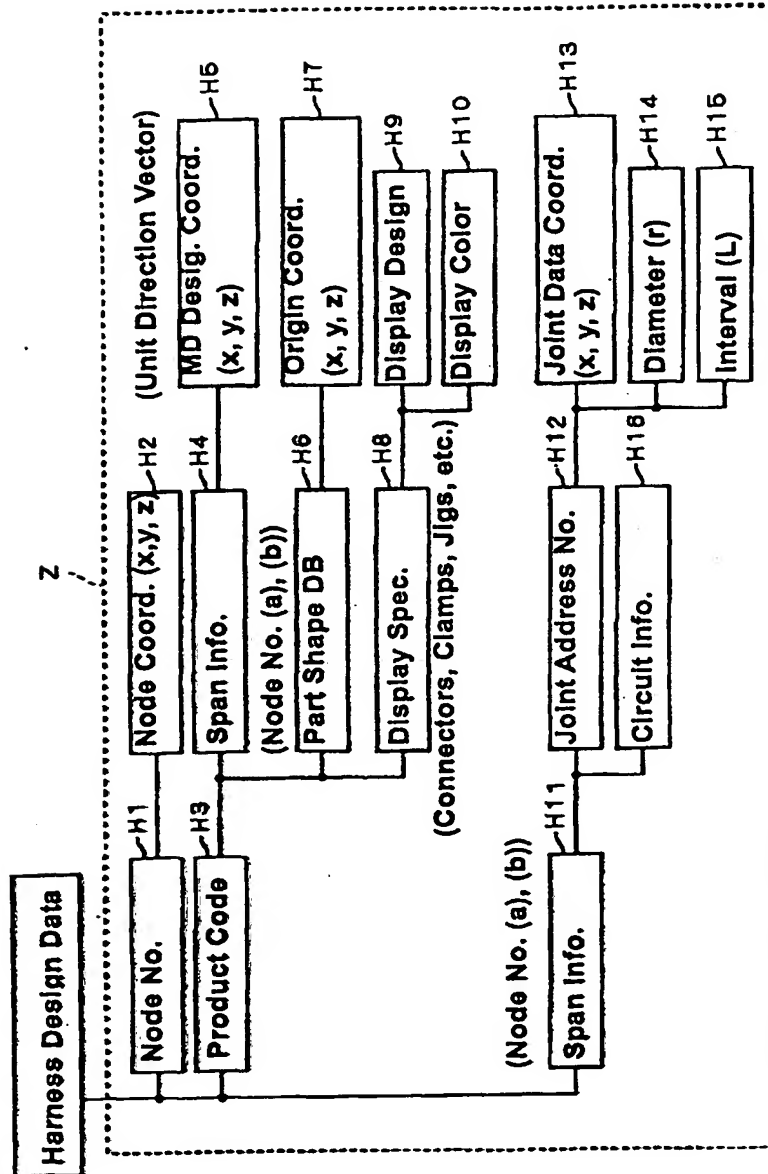 Harness Design Data
Z
H1
Node No.
H2
Node Coord. (x,y, z)
H3
Product Code
H4
Span Info.
(Unit Direction Vector)
H5
MD Desig. Coord.
(x, y, z)
(Node No. (a), (b))
H6
Part Shape DB
H7
Origin Coord.
(x, y, z)
H8
Display Spec.
(Connectors, Clamps, Jigs, etc.)
H9
Display Design
H10
Display Color
(Node No. (a), (b))
H11
Span Info.
H12
Joint Address No.
H13
Joint Data Coord.
(x, y, z)
H14
Diameter (r)
H15
Interval (L)
H16
Circuit Info.